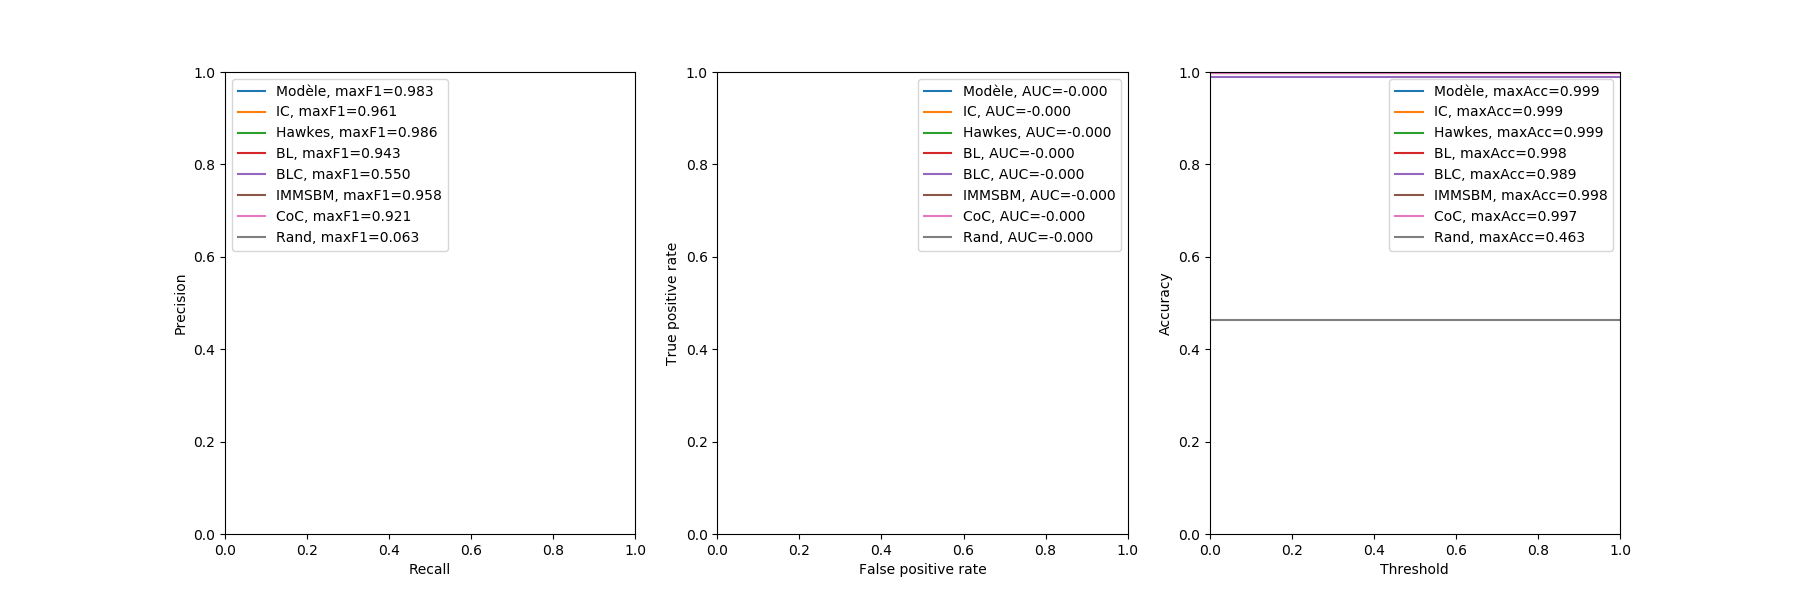 1.0
0.8
0.6
0.4
0.2
0.0
Precision
Modèle, maxF1=0.983
IC, maxF1=0.961
Hawkes, maxF1=0.986
BL, maxF1=0.943
BLC, maxF1=0.550
IMMSBM, maxF1=0.958
CoC, maxF1=0.921
Rand, maxF1=0.063
0.0 0.2 0.4 0.6 0.8 1.0
Recall
1.0
0.8
0.6
0.4
0.2
0.0
True positive rate
Modèle, AUC=-0.000
IC, AUC=-0.000
Hawkes, AUC=-0.000
BL, AUC=-0.000
BLC, AUC=-0.000
IMMSBM, AUC=-0.000
CoC, AUC=-0.000
Rand, AUC=-0.000
0.0 0.2 0.4 0.6 0.8 1.0
False positive rate
1.0
0.8
0.6
0.4
0.2
0.0
Accuracy
Modèle, maxAcc=0.999
IC, maxAcc=0.999
Hawkes, maxAcc=0.999
BL, maxAcc=0.998
BLC, maxAcc=0.989
IMMSBM, maxAcc=0.998
CoC, maxAcc=0.997
Rand, maxAcc=0.463
0.0 0.2 0.4 0.6 0.8 1.0
Threshold